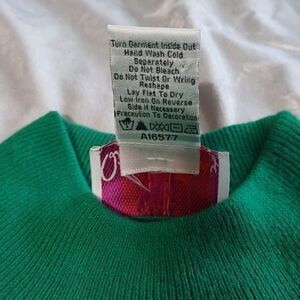 Turn Garment Inside Out
Hand Wash Cold
Separately
Do Not Bleach
Do Not Twist Or Wring
Reshape
Lay Flat To Dry
Low Iron On Reverse
Side If Necessary
Precaution To Decoration
A16577